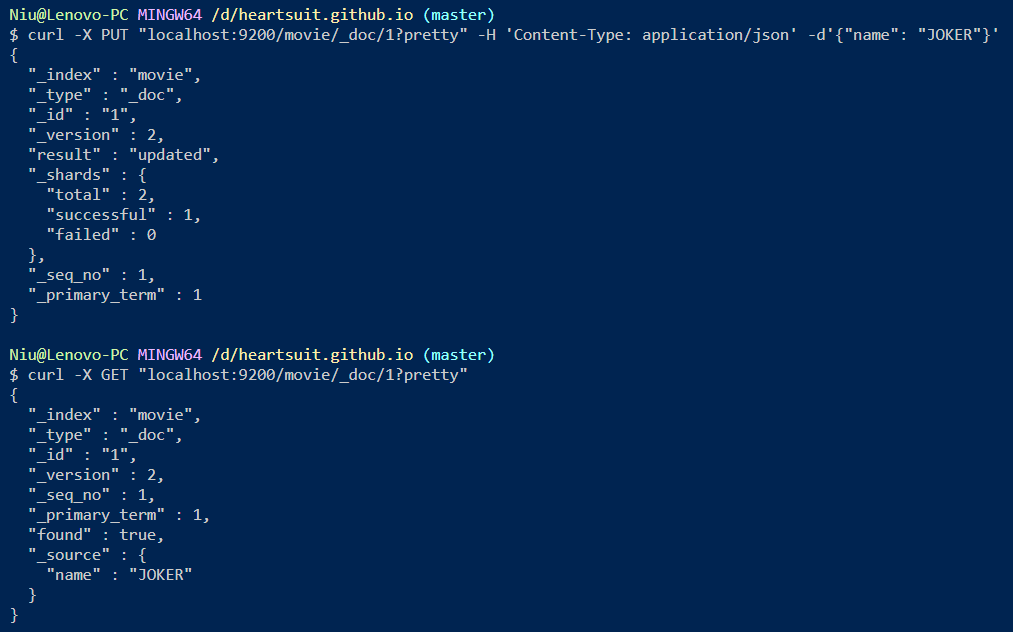 Niu@Lenovo-PC MINGW64 /d/heartsuit.github.io (master)
$ curl -X PUT "localhost:9200/movie/_doc/1?pretty" -H 'Content-Type: application/json' -d'{"name": "JOKER"}'
{
  "_index" : "movie",
  "_type" : "_doc",
  "_id" : "1",
  "_version" : 2,
  "result" : "updated",
  "_shards" : {
    "total" : 2,
    "successful" : 1,
    "failed" : 0
  },
  "_seq_no" : 1,
  "_primary_term" : 1
}

Niu@Lenovo-PC MINGW64 /d/heartsuit.github.io (master)
$ curl -X GET "localhost:9200/movie/_doc/1?pretty"
{
  "_index" : "movie",
  "_type" : "_doc",
  "_id" : "1",
  "_version" : 2,
  "_seq_no" : 1,
  "_primary_term" : 1,
  "found" : true,
  "_source" : {
    "name" : "JOKER"
  }
}